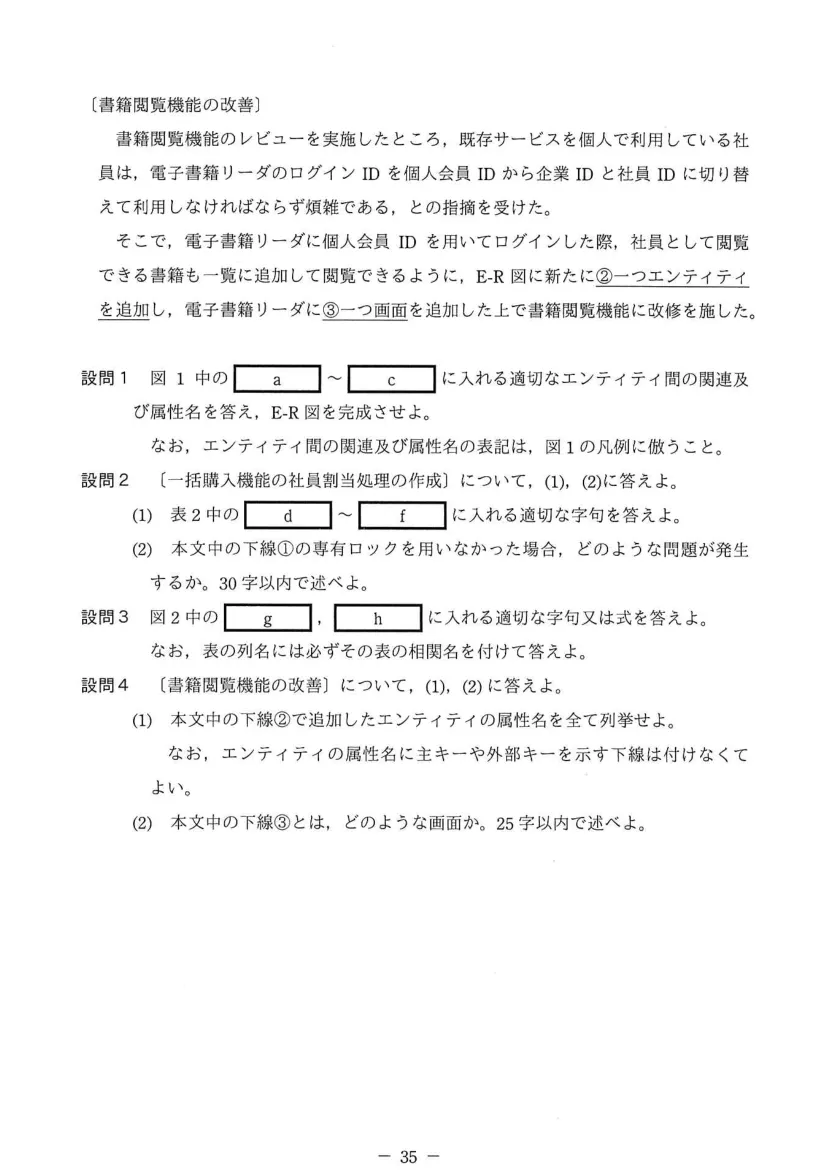 〔書籍閲覧機能の改善〕
書籍閲覧機能のレビューを実施したところ，既存サービスを個人で利用している社
員は，電子書籍リーダのログイン ID を個人会員 ID から企業 ID と社員 ID に切り替
えて利用しなければならず煩雑である，との指摘を受けた。
そこで，電子書籍リーダに個人会員 ID を用いてログインした際，社員として閲覧
できる書籍も一覧に追加して閲覧できるように，E-R 図に新たに②一つエンティティ
を追加し，電子書籍リーダに③一つ画面を追加した上で書籍閲覧機能に改修を施した。
設問1 図 1 中の a ～ c に入れる適切なエンティティ間の関連及
び属性名を答え，E-R 図を完成させよ。
なお，エンティティ間の関連及び属性名の表記は，図 1 の凡例に倣うこと。
設問2 〔一括購入機能の社員割当処理の作成〕について，(1)，(2)に答えよ。
(1) 表 2 中の d ～ f に入れる適切な字句を答えよ。
(2) 本文中の下線①の専有ロックを用いなかった場合，どのような問題が発生
するか。30 字以内で述べよ。
設問3 図 2 中の g ， h に入れる適切な字句又は式を答えよ。
なお，表の列名には必ずその表の相関名を付けて答えよ。
設問4 〔書籍閲覧機能の改善〕について，(1)，(2) に答えよ。
(1) 本文中の下線②で追加したエンティティの属性名を全て列挙せよ。
なお，エンティティの属性名に主キーや外部キーを示す下線は付けなくて
よい。
(2) 本文中の下線③とは，どのような画面か。25 字以内で述べよ。
－ 35 －